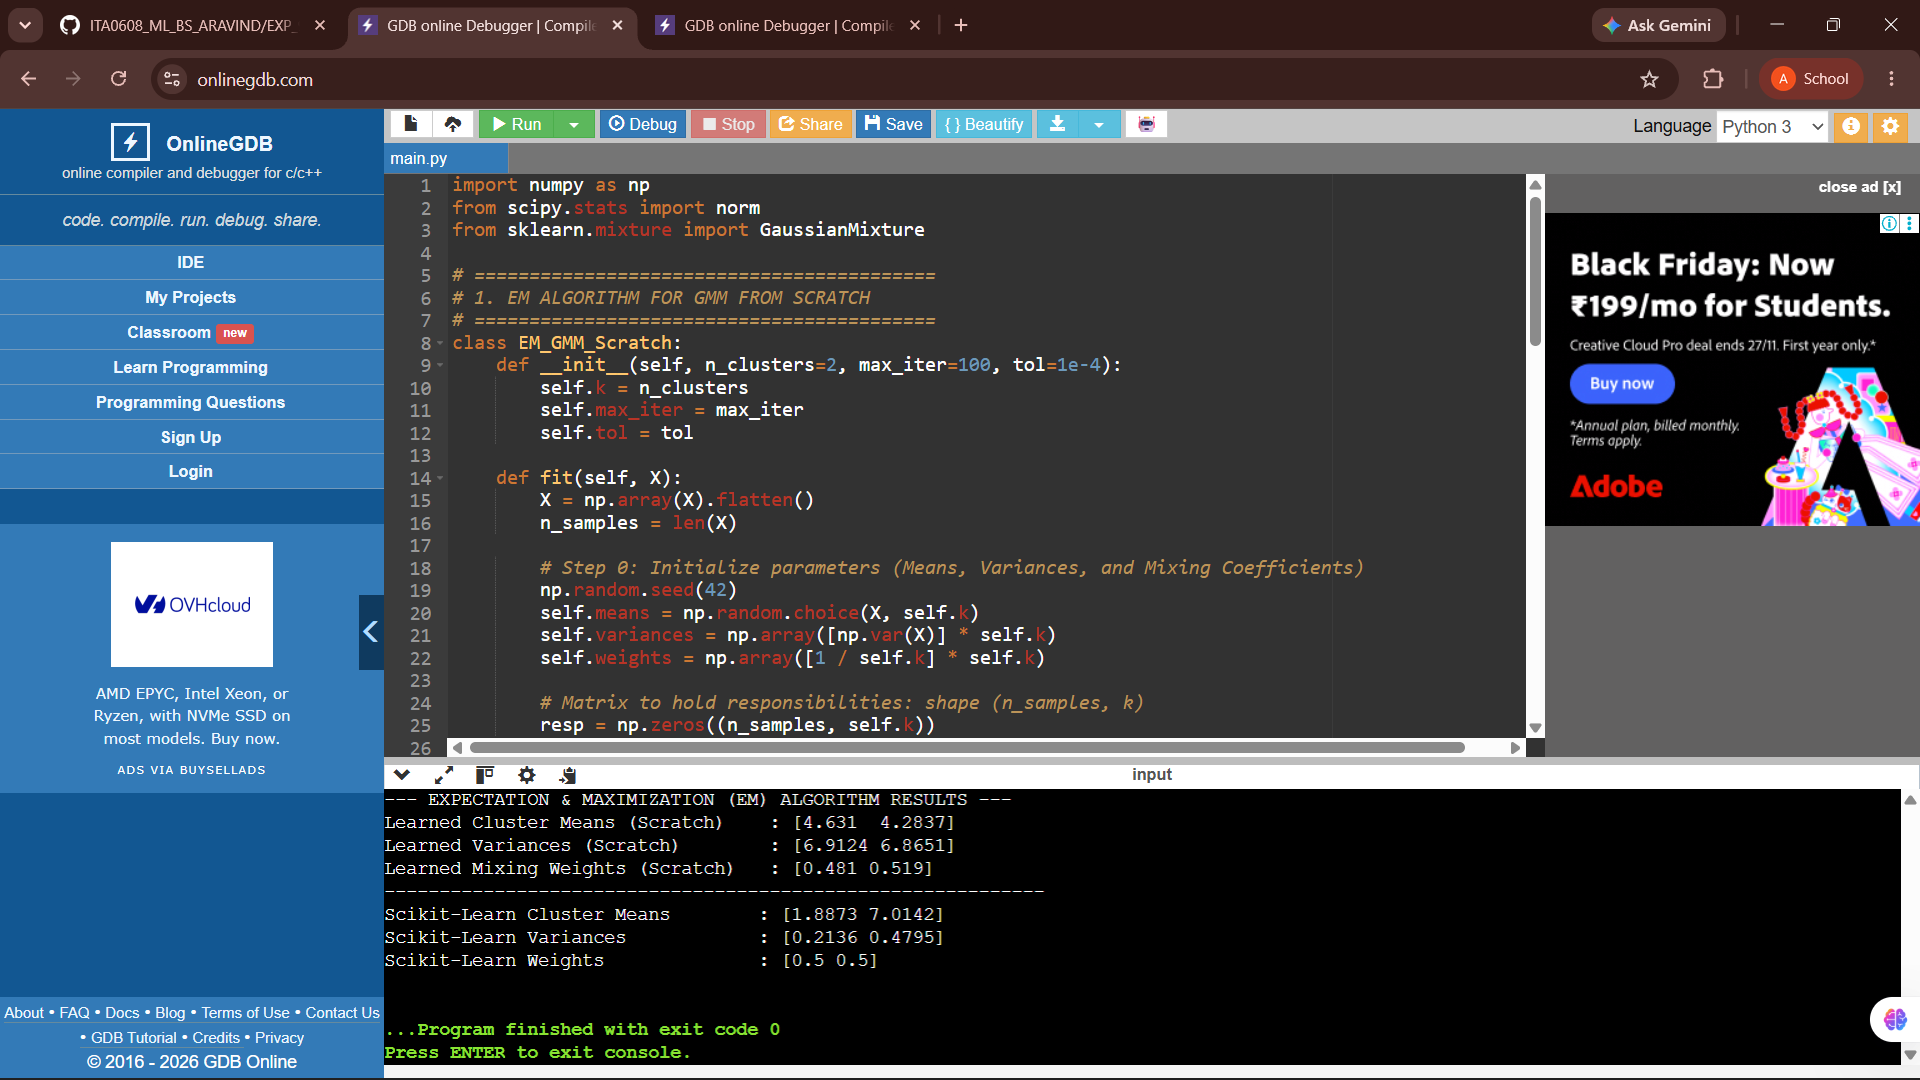 ITA0608_ML_BS_ARAVIND/EXP_
GDB online Debugger | Compile
GDB online Debugger | Compile
Ask Gemini
onlinegdb.com
A School
OnlineGDB
online compiler and debugger for c/c++
code. compile. run. debug. share.
IDE
My Projects
Classroom new
Learn Programming
Programming Questions
Sign Up
Login
OVHcloud
AMD EPYC, Intel Xeon, or
Ryzen, with NVMe SSD on
most models. Buy now.
ADS VIA BUYSELLADS
About • FAQ • Docs • Blog • Terms of Use • Contact Us
• GDB Tutorial • Credits • Privacy
© 2016 - 2026 GDB Online
Run Debug Stop Share Save { } Beautify
Language Python 3
main.py
1 import numpy as np
2 from scipy.stats import norm
3 from sklearn.mixture import GaussianMixture
4
5 # ==========================================
6 # 1. EM ALGORITHM FOR GMM FROM SCRATCH
7 # ==========================================
8 class EM_GMM_Scratch:
9     def __init__(self, n_clusters=2, max_iter=100, tol=1e-4):
10         self.k = n_clusters
11         self.max_iter = max_iter
12         self.tol = tol
13
14     def fit(self, X):
15         X = np.array(X).flatten()
16         n_samples = len(X)
17
18         # Step 0: Initialize parameters (Means, Variances, and Mixing Coefficients)
19         np.random.seed(42)
20         self.means = np.random.choice(X, self.k)
21         self.variances = np.array([np.var(X)] * self.k)
22         self.weights = np.array([1 / self.k] * self.k)
23
24         # Matrix to hold responsibilities: shape (n_samples, k)
25         resp = np.zeros((n_samples, self.k))
26
close ad [x]
Black Friday: Now
₹199/mo for Students.
Creative Cloud Pro deal ends 27/11. First year only.*
Buy now
*Annual plan, billed monthly.
Terms apply.
Adobe
input
--- EXPECTATION & MAXIMIZATION (EM) ALGORITHM RESULTS ---
Learned Cluster Means (Scratch)    : [4.631  4.2837]
Learned Variances (Scratch)        : [6.9124 6.8651]
Learned Mixing Weights (Scratch)   : [0.481 0.519]
------------------------------------------------------------
Scikit-Learn Cluster Means        : [1.8873 7.0142]
Scikit-Learn Variances            : [0.2136 0.4795]
Scikit-Learn Weights              : [0.5 0.5]
...Program finished with exit code 0
Press ENTER to exit console.